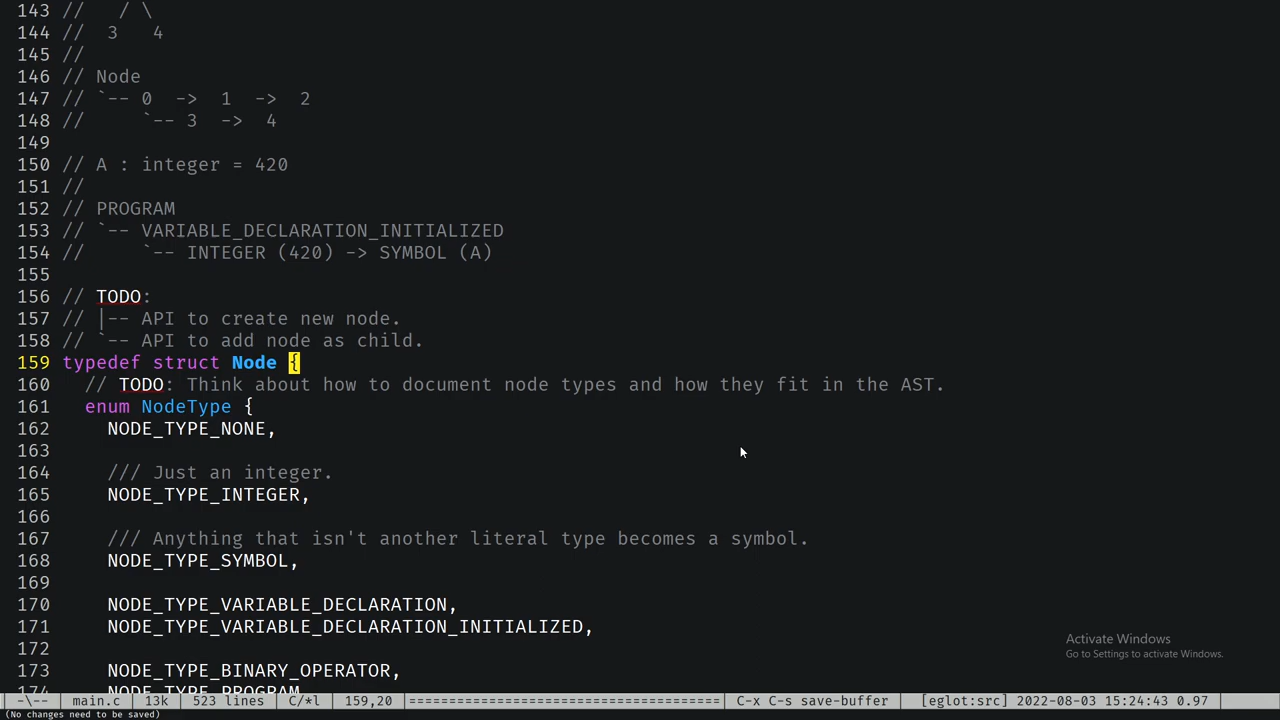 143 //   / \
144 //  3   4
145 //
146 // Node
147 // `-- 0  ->  1  ->  2
148 //     `-- 3  ->  4
149
150 // A : integer = 420
151 //
152 // PROGRAM
153 // `-- VARIABLE_DECLARATION_INITIALIZED
154 //     `-- INTEGER (420) -> SYMBOL (A)
155
156 // TODO:
157 // |-- API to create new node.
158 // `-- API to add node as child.
159 typedef struct Node {
160   // TODO: Think about how to document node types and how they fit in the AST.
161   enum NodeType {
162     NODE_TYPE_NONE,
163
164     /// Just an integer.
165     NODE_TYPE_INTEGER,
166
167     /// Anything that isn't another literal type becomes a symbol.
168     NODE_TYPE_SYMBOL,
169
170     NODE_TYPE_VARIABLE_DECLARATION,
171     NODE_TYPE_VARIABLE_DECLARATION_INITIALIZED,
172
Activate Windows
Go to Settings to activate Windows.
173     NODE_TYPE_BINARY_OPERATOR,
174     NODE_TYPE_PROGRAM
-\-- main.c 13k 523 lines C/*l 159,20 ======================================= C-x C-s save-buffer [eglot:src] 2022-08-03 15:24:43 0.97
(No changes need to be saved)